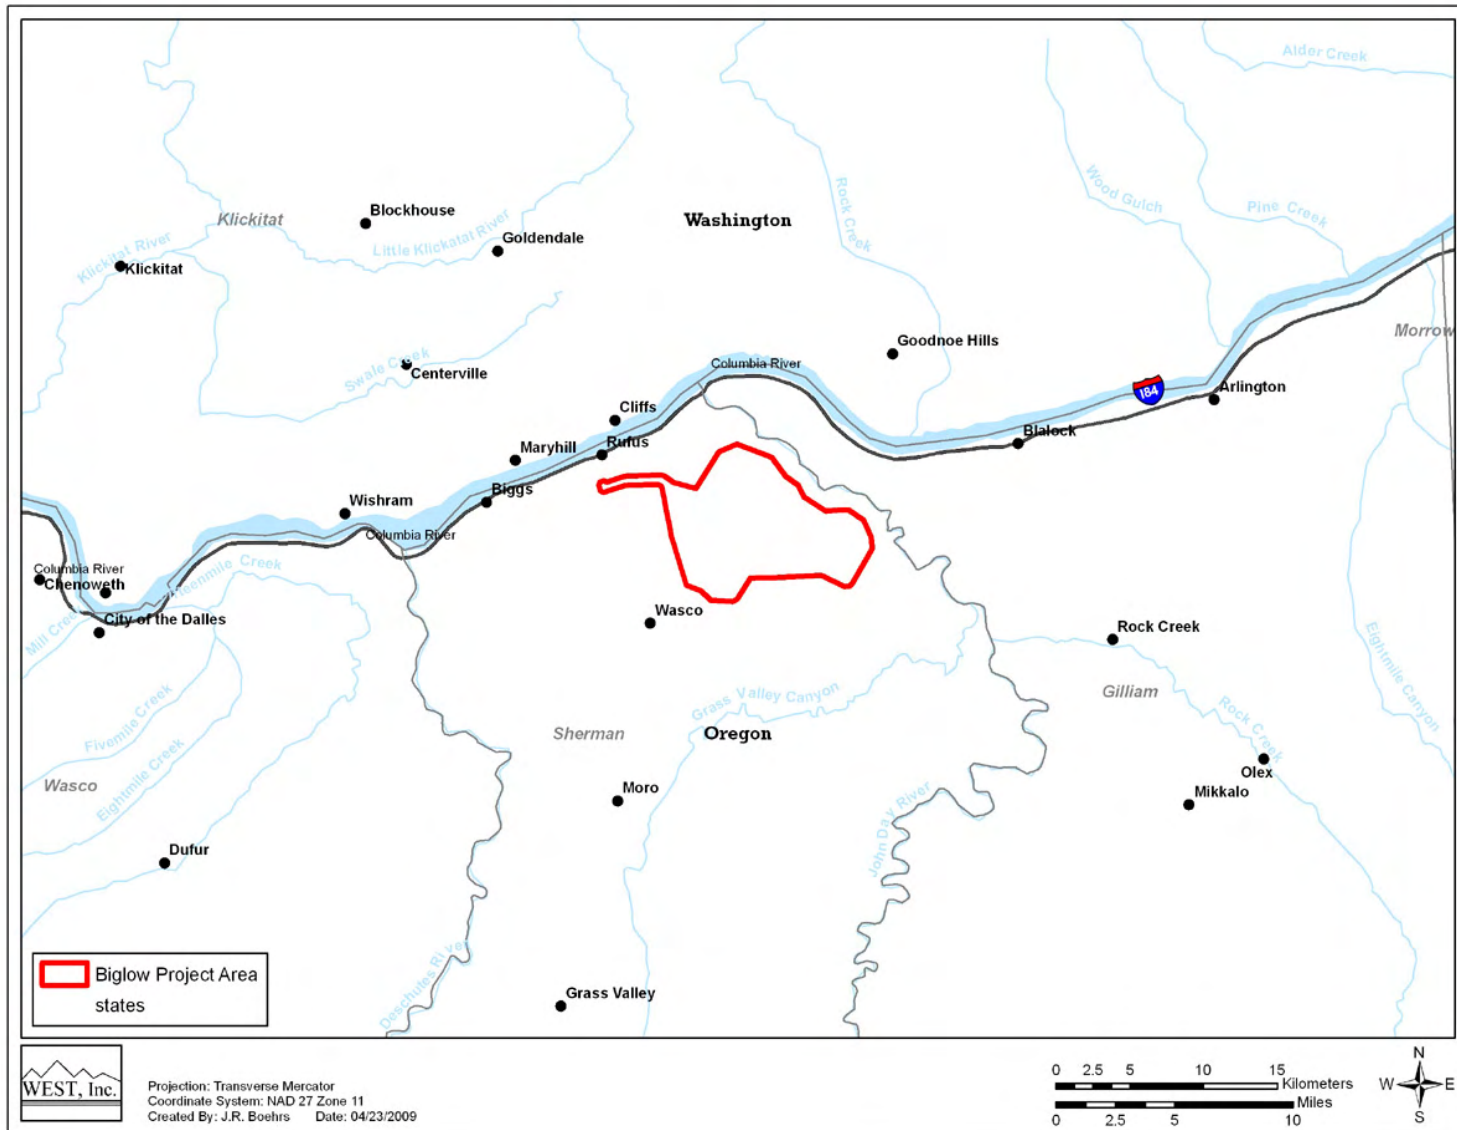 Alder Creek
Blockhouse
Klickitat
Washington
Rock Creek
Wood Gulch
Pine Creek
Klickitat River
Little Klickatat River
Goldendale
Klickitat
Morrow
Goodnoe Hills
Columbia River
Swale Creek
Centerville
184
Arlington
Cliffs
Rufus
Maryhill
Blalock
Biggs
Wishram
Columbia River
Columbia River
Chenoweth
Mill Creek
City of the Dalles
Wasco
Rock Creek
Eightmile Canyon
Gilliam
Grass Valley Canyon
Rock Creek
Fivemile Creek
Eightmile Creek
Sherman
Oregon
Wasco
Olex
Moro
Mikkalo
John Day River
Dufur
Deschutes River
Grass Valley
Biglow Project Area
states
WEST, Inc.
Projection: Transverse Mercator
Coordinate System: NAD 27 Zone 11
Created By: J.R. Boehrs Date: 04/23/2009
0 2.5 5 10 15
Kilometers
Miles
0 2.5 5 10
N
W E
S